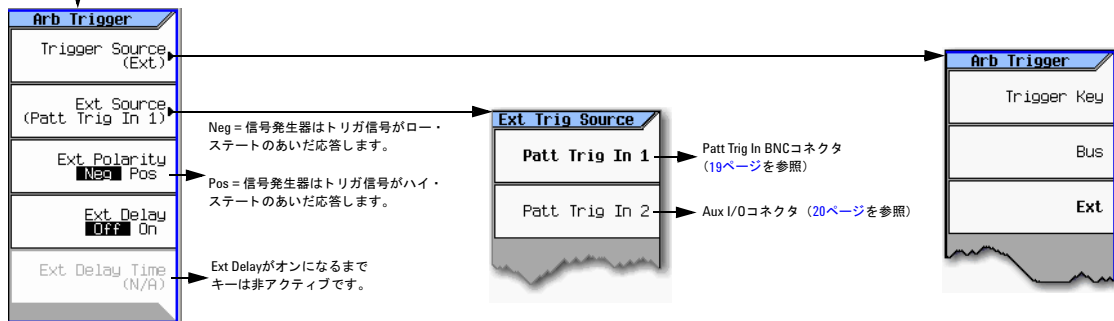 Arb Trigger
Trigger Source
(Ext)
Ext Source
(Patt Trig In 1)
Ext Polarity
Neg Pos
Ext Delay
Off On
Ext Delay Time
(N/A)
Neg = 信号発生器はトリガ信号がロー・
ステートのあいだ応答します。
Pos = 信号発生器はトリガ信号がハイ・
ステートのあいだ応答します。
Ext Delayがオンになるまで
キーは非アクティブです。
Ext Trig Source
Patt Trig In 1
Patt Trig In 2
Patt Trig In BNCコネクタ
（19ページを参照）
Aux I/Oコネクタ（20ページを参照）
Arb Trigger
Trigger Key
Bus
Ext